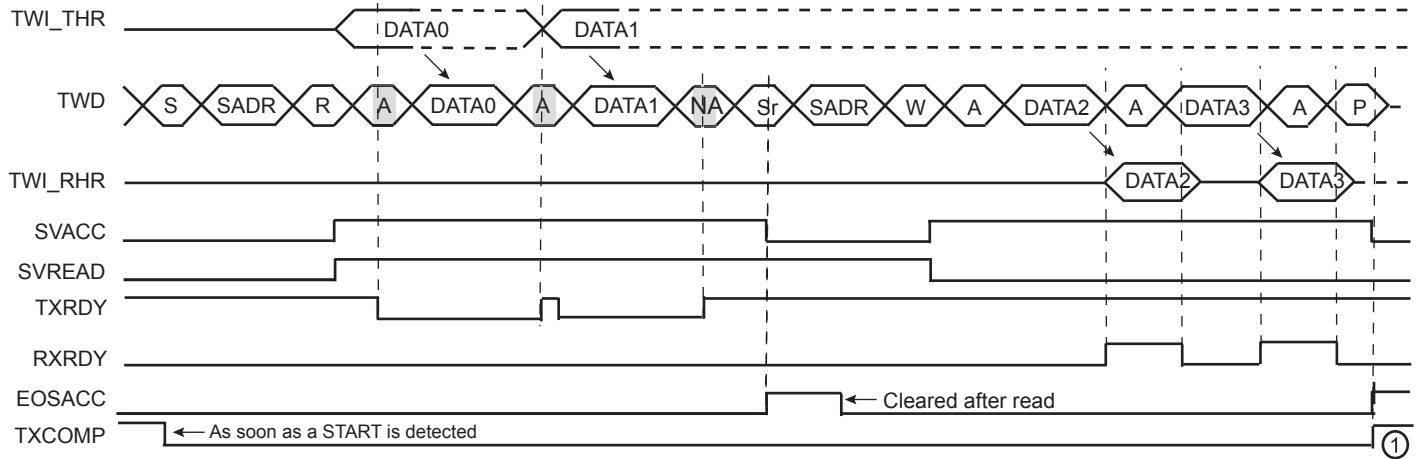 TWI_THR DATA0 DATA1
TWD S SADR R A DATA0 A DATA1 NA Sr SADR W A DATA2 A DATA3 A P
TWI_RHR DATA2 DATA3
SVACC
SVREAD
TXRDY
RXRDY
EOSACC Cleared after read
TXCOMP As soon as a START is detected 1